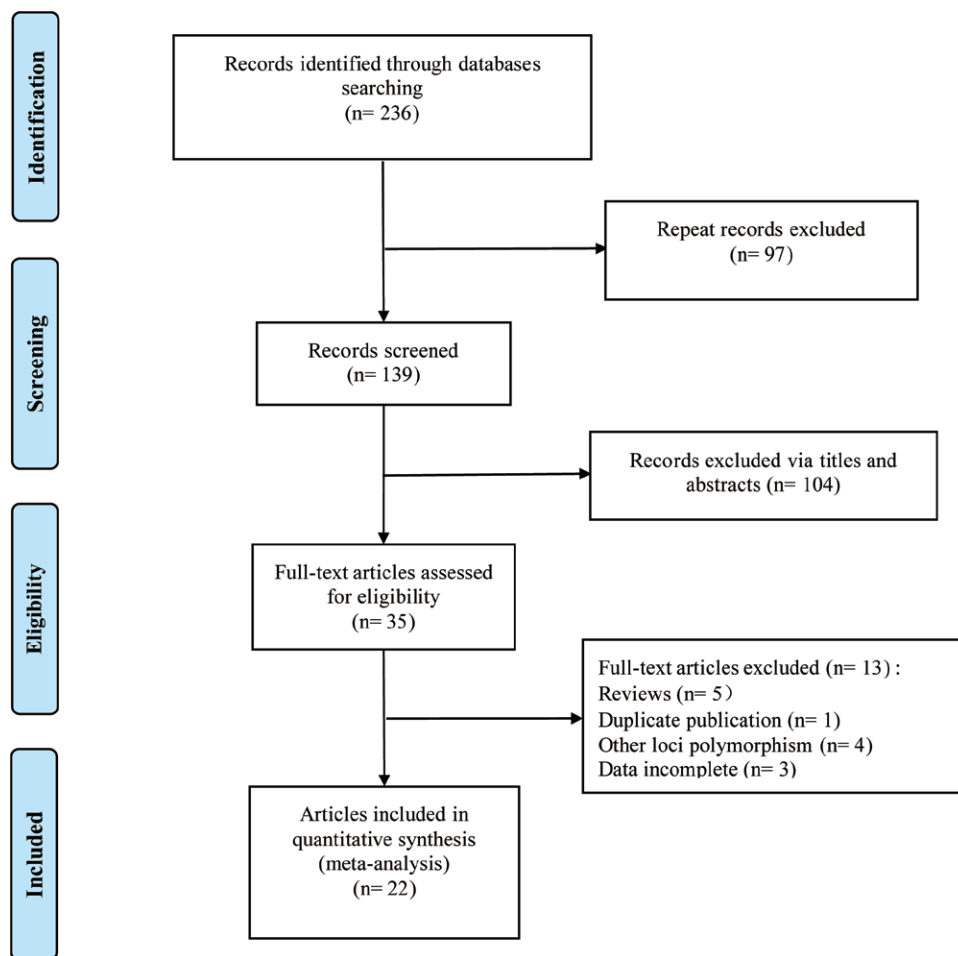 Identification
Records identified through databases
searching
(n= 236)
Repeat records excluded
(n= 97)
Screening
Records screened
(n= 139)
Records excluded via titles and
abstracts (n= 104)
Eligibility
Full-text articles assessed
for eligibility
(n= 35)
Full-text articles excluded (n= 13) :
Reviews (n= 5)
Duplicate publication (n= 1)
Other loci polymorphism (n= 4)
Data incomplete (n= 3)
Included
Articles included in
quantitative synthesis
(meta-analysis)
(n= 22)